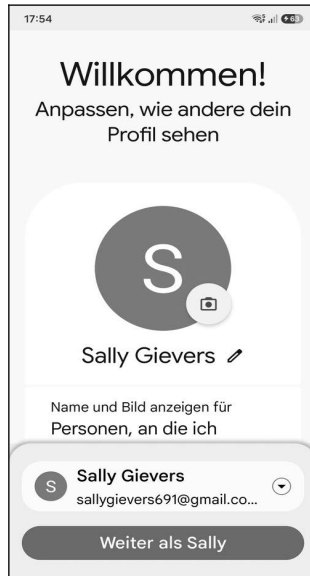 17:54
63
Willkommen!
Anpassen, wie andere dein
Profil sehen
S
Sally Gievers
Name und Bild anzeigen für
Personen, an die ich
S
Sally Gievers
sallygievers691@gmail.co...
Weiter als Sally